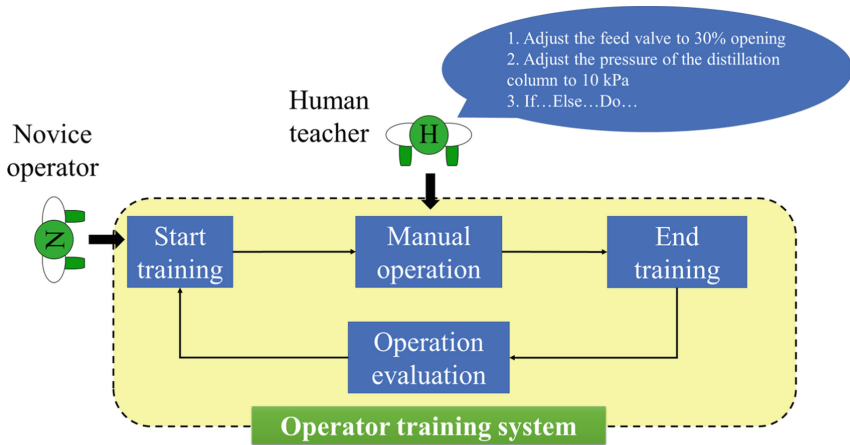 1. Adjust the feed valve to 30% opening
2. Adjust the pressure of the distillation
column to 10 kPa
3. If…Else…Do…
Human
teacher
H
Novice
operator
N
Start
training
Manual
operation
End
training
Operation
evaluation
Operator training system